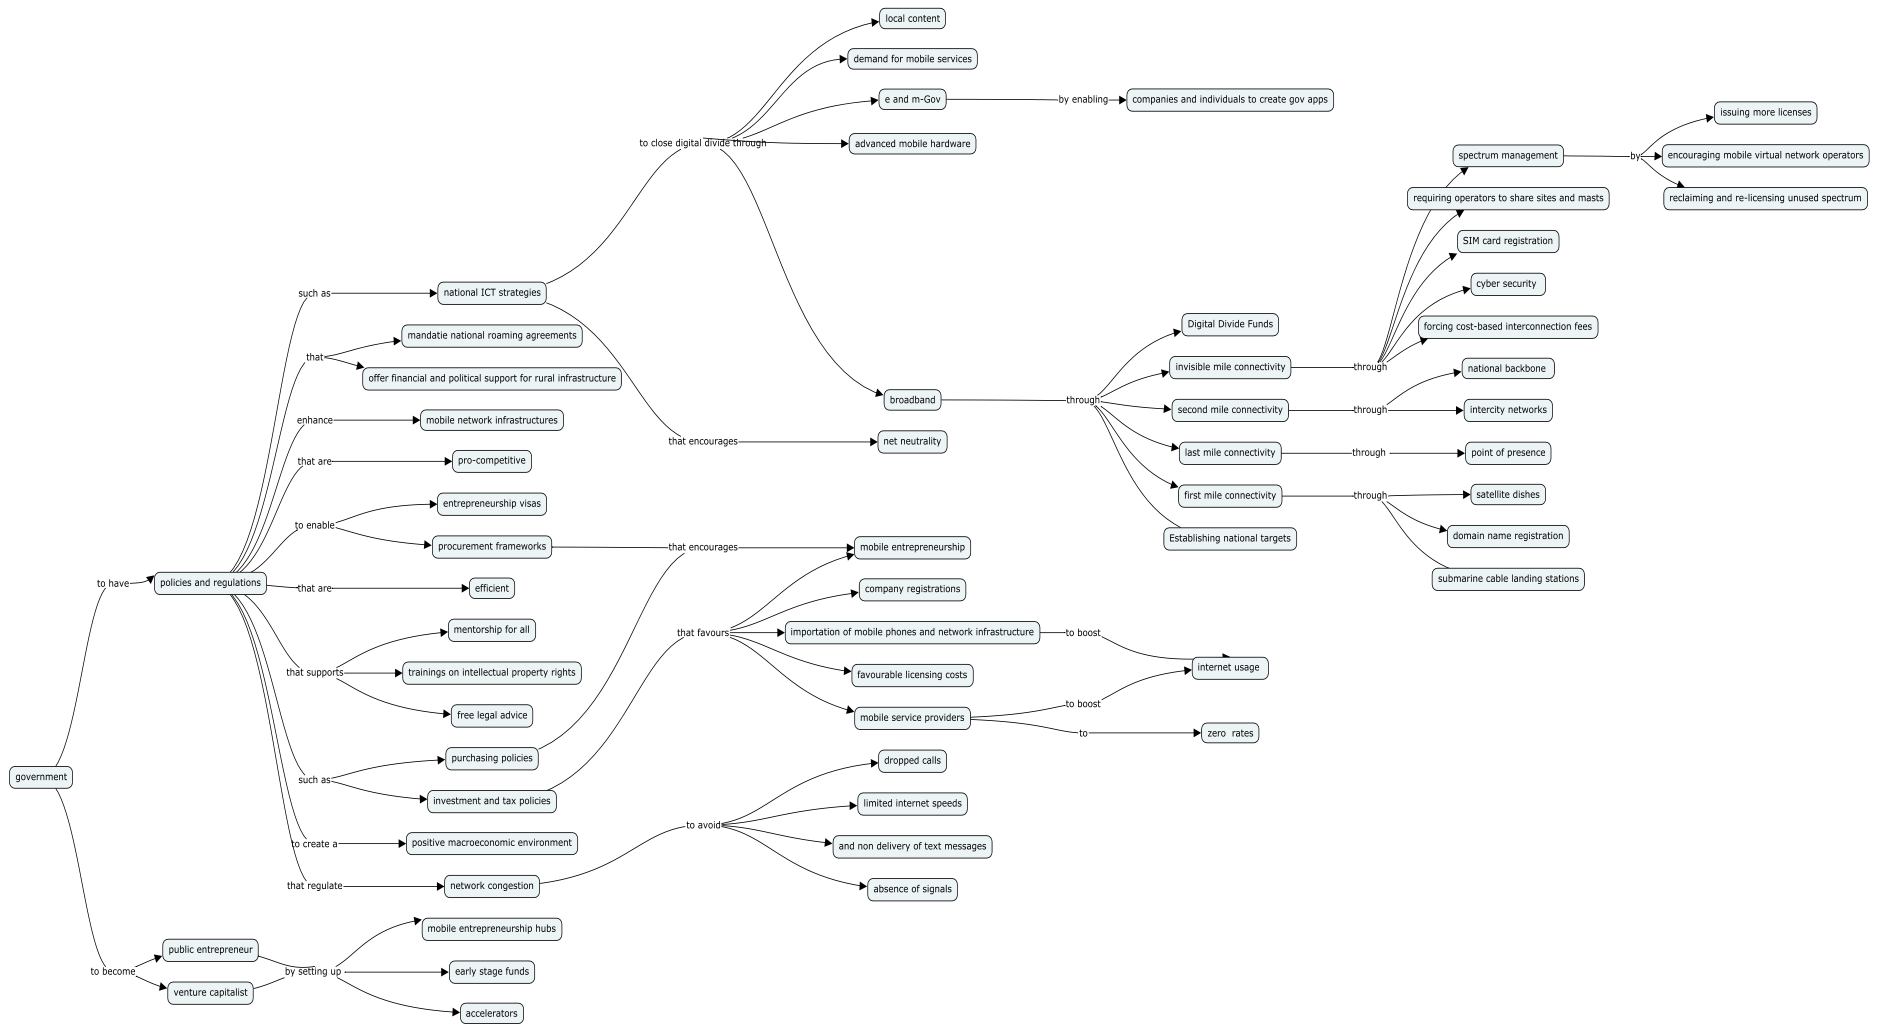 government
to have
policies and regulations
such as
national ICT strategies
to close digital divide through
local content
demand for mobile services
e and m-Gov
by enabling
companies and individuals to create gov apps
advanced mobile hardware
broadband
through
Digital Divide Funds
invisible mile connectivity
through
spectrum management
by
issuing more licenses
encouraging mobile virtual network operators
reclaiming and re-licensing unused spectrum
requiring operators to share sites and masts
SIM card registration
cyber security
forcing cost-based interconnection fees
second mile connectivity
through
national backbone
intercity networks
last mile connectivity
through
point of presence
first mile connectivity
through
satellite dishes
domain name registration
submarine cable landing stations
Establishing national targets
that encourages
net neutrality
that
mandatie national roaming agreements
offer financial and political support for rural infrastructure
enhance
mobile network infrastructures
that are
pro-competitive
to enable
entrepreneurship visas
procurement frameworks
that encourages
mobile entrepreneurship
that are
efficient
that supports
mentorship for all
trainings on intellectual property rights
free legal advice
such as
purchasing policies
investment and tax policies
that favours
company registrations
importation of mobile phones and network infrastructure
to boost
internet usage
favourable licensing costs
mobile service providers
to boost
to
zero rates
to create a
positive macroeconomic environment
that regulate
network congestion
to avoid
dropped calls
limited internet speeds
and non delivery of text messages
absence of signals
to become
public entrepreneur
venture capitalist
by setting up
mobile entrepreneurship hubs
early stage funds
accelerators